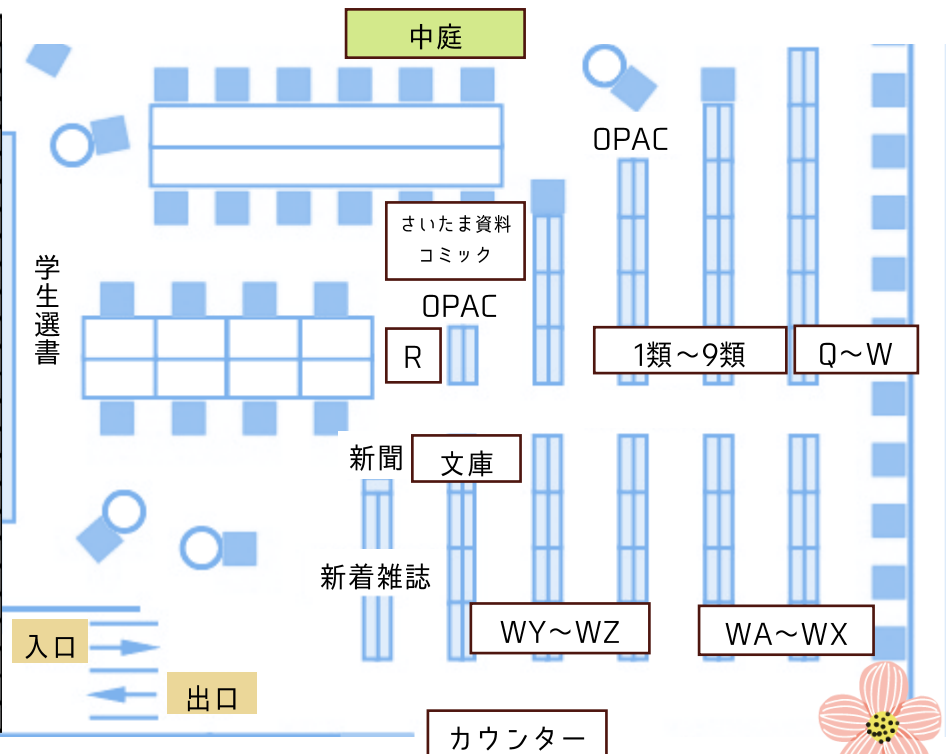 中庭
OPAC
さいたま資料
コミック
学生選書
OPAC
R
1類～9類
Q～W
新聞
文庫
新着雑誌
WY～WZ
WA～WX
入口
出口
カウンター